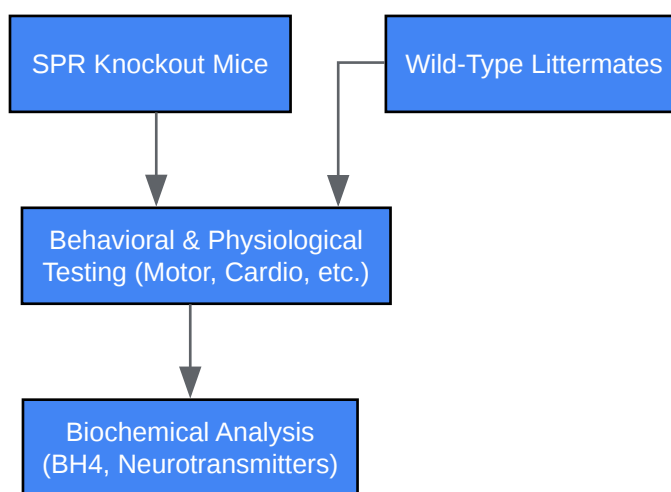 SPR Knockout Mice
Wild-Type Littermates
Behavioral & Physiological
Testing (Motor, Cardio, etc.)
Biochemical Analysis
(BH4, Neurotransmitters)